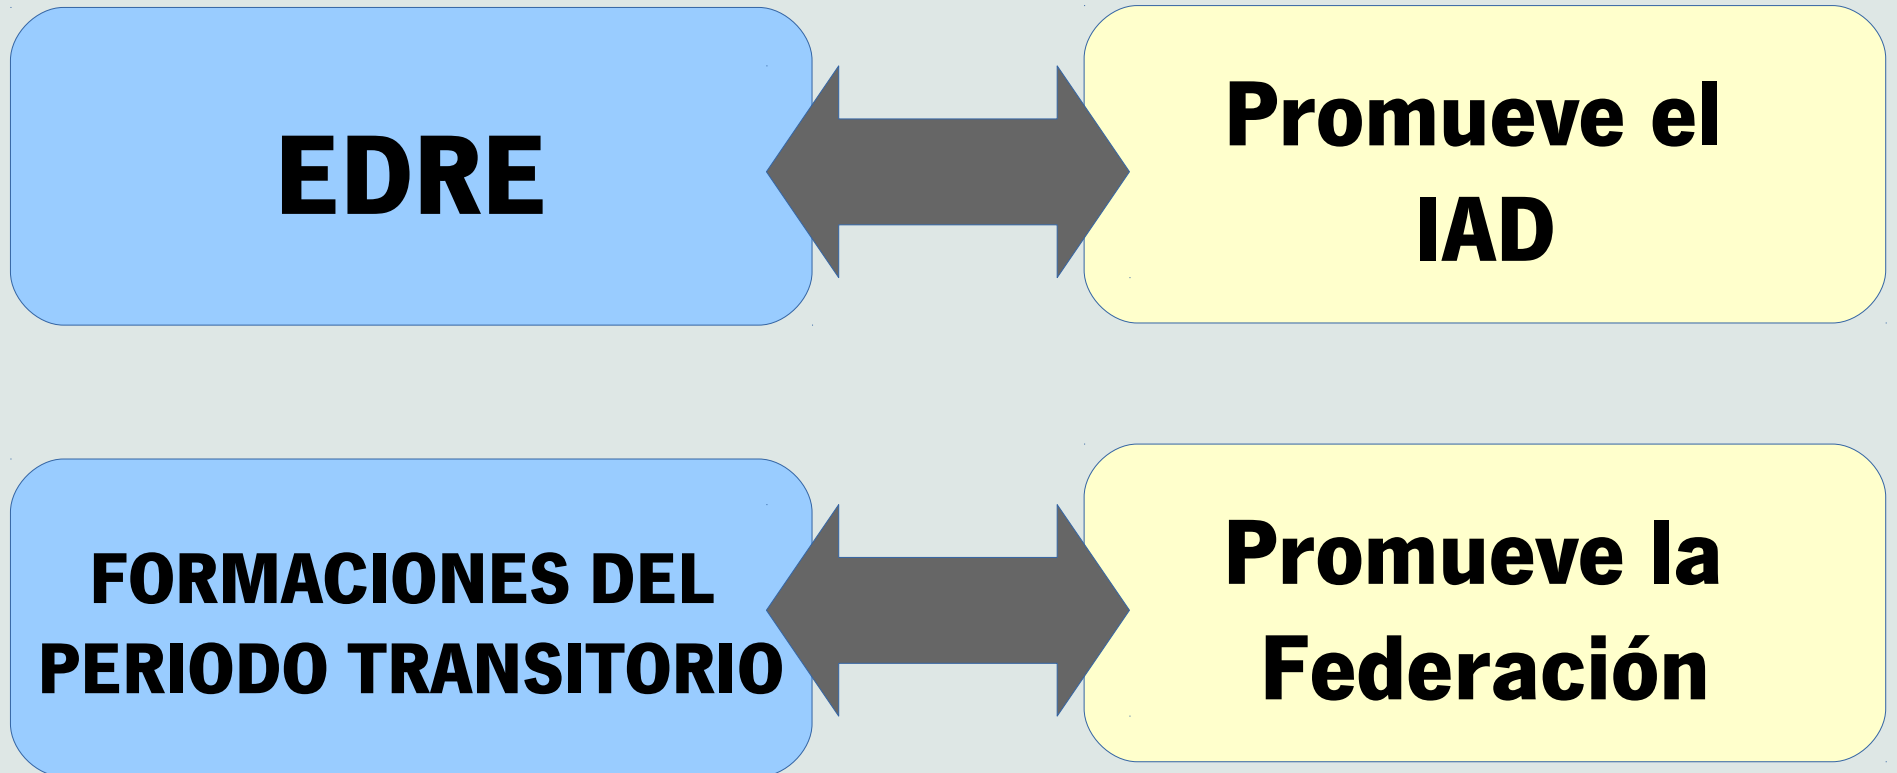 EDRE
Promueve el
IAD
FORMACIONES DEL
PERIODO TRANSITORIO
Promueve la
Federación